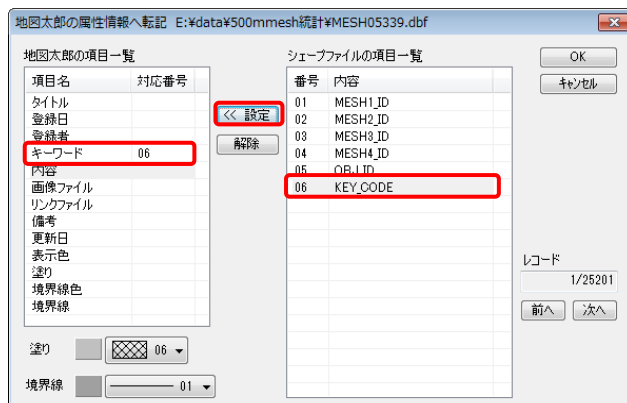 地図太郎の属性情報へ転記 E:¥data¥500mmesh統計¥MESH05339.dbf
地図太郎の項目一覧
項目名 対応番号
タイトル
登録日
登録者
キーワード 06
内容
画像ファイル
リンクファイル
備考
更新日
表示色
塗り
境界線色
境界線
塗り 06
境界線 01
<< 設定
解除
シェープファイルの項目一覧
番号 内容
01 MESH1_ID
02 MESH2_ID
03 MESH3_ID
04 MESH4_ID
05 OBJ_ID
06 KEY_CODE
OK
キャンセル
レコード
1/25201
前へ 次へ